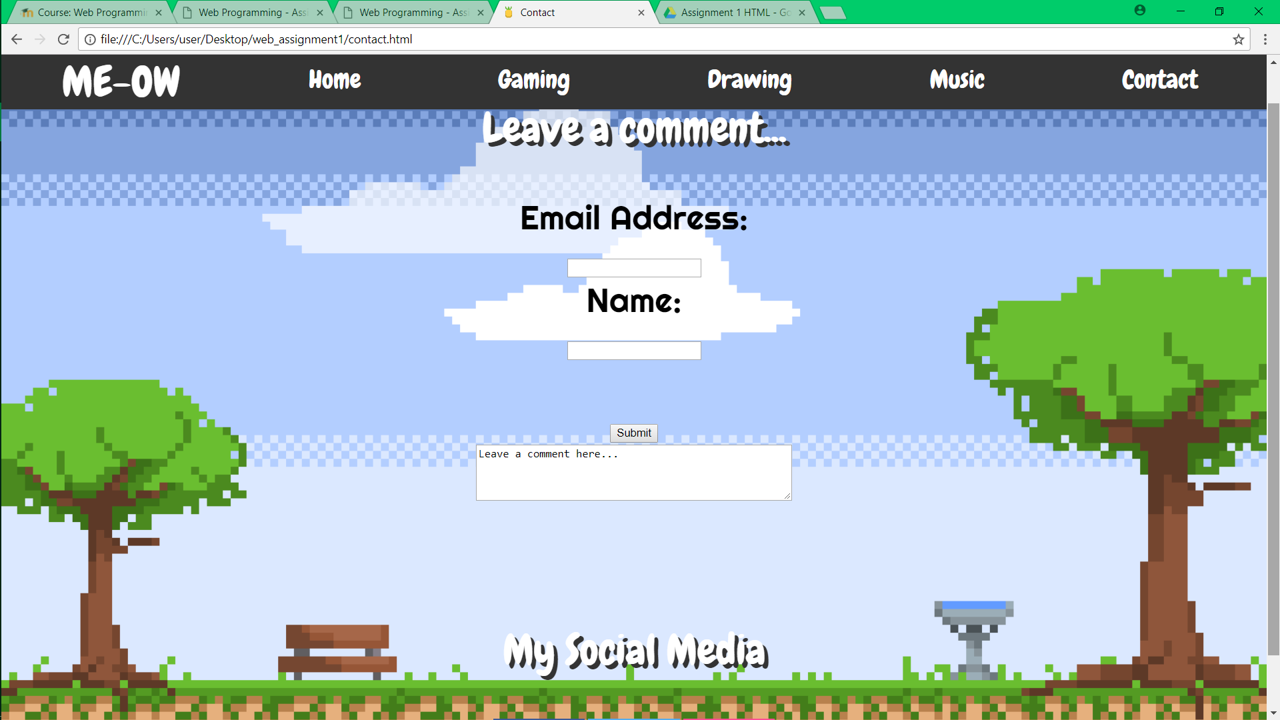 Course: Web Programmi
Web Programming - Ass
Web Programming - Ass
Contact
Assignment 1 HTML - Go
file:///C:/Users/user/Desktop/web_assignment1/contact.html
ME-OW
Home
Gaming
Drawing
Music
Contact
Leave a comment...
Email Address:
Name:
Submit
Leave a comment here...
My Social Media